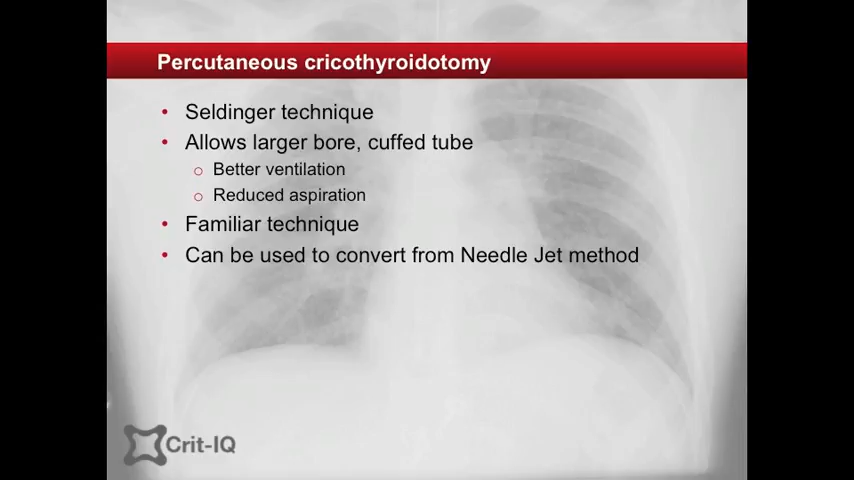 Percutaneous cricothyroidotomy
• Seldinger technique
• Allows larger bore, cuffed tube
o Better ventilation
o Reduced aspiration
• Familiar technique
• Can be used to convert from Needle Jet method
Crit-IQ